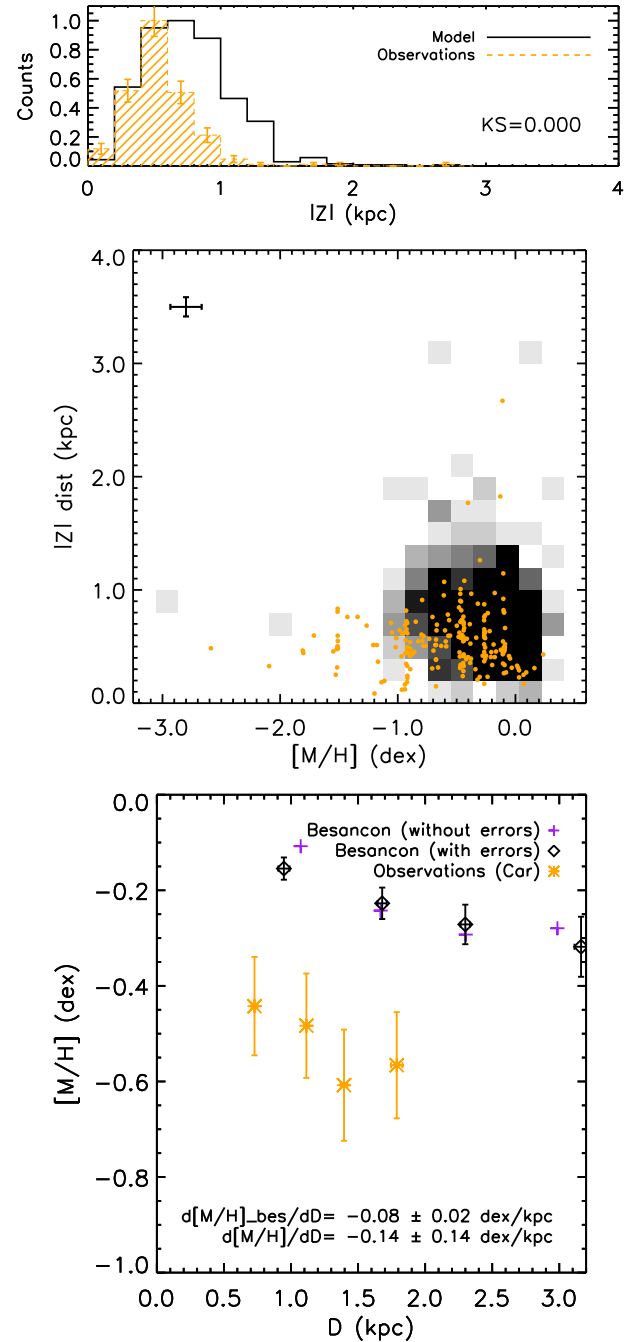 1.0
0.8
0.6
0.4
0.2
0.0
Counts
Model
Observations
KS=0.000
0 1 2 3 4
|Z| (kpc)
4.0
3.0
2.0
1.0
0.0
|Z| dist (kpc)
-3.0 -2.0 -1.0 0.0
[M/H] (dex)
0.0
-0.2
-0.4
-0.6
-0.8
-1.0
[M/H] (dex)
Besancon (without errors)
Besancon (with errors)
Observations (Car)
d[M/H]_bes/dD= -0.08 ± 0.02 dex/kpc
d[M/H]/dD= -0.14 ± 0.14 dex/kpc
0.0 0.5 1.0 1.5 2.0 2.5 3.0
D (kpc)